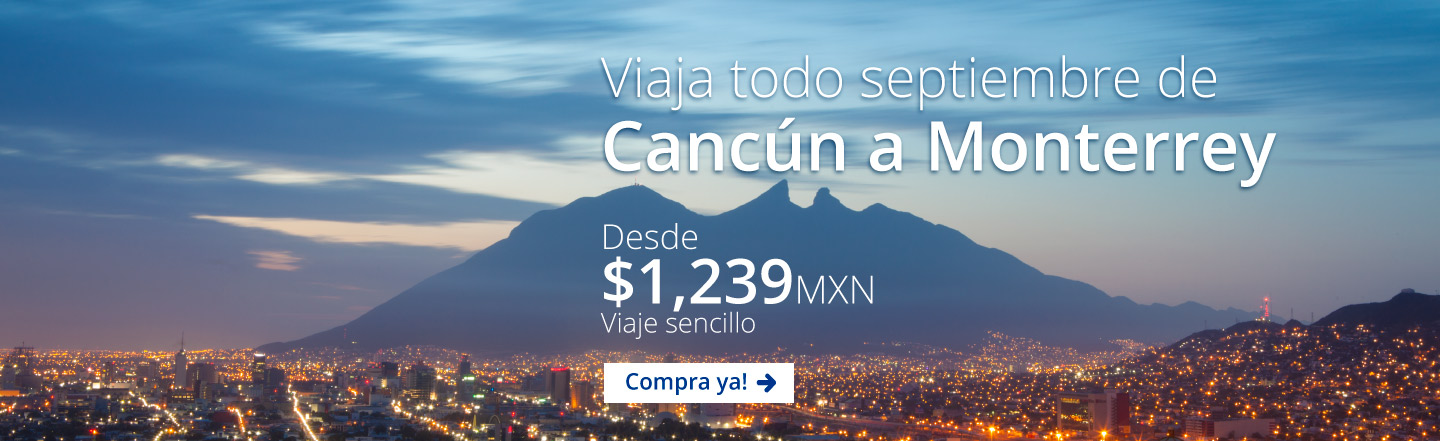 Viaja todo septiembre de
Cancún a Monterrey
Desde
$1,239MXN
Viaje sencillo
Compra ya!